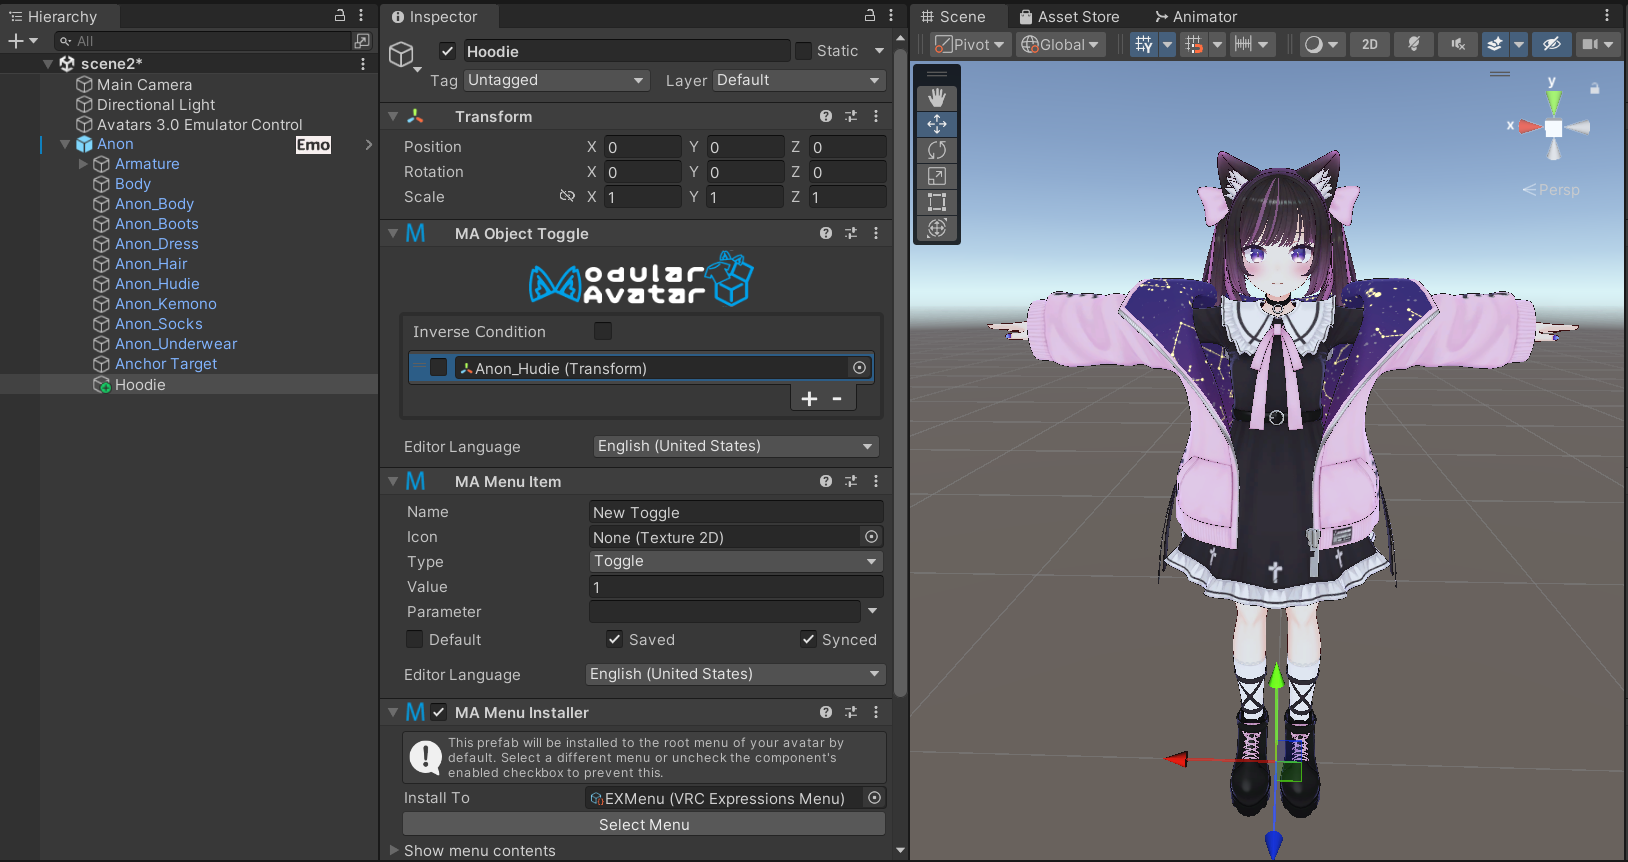 Hierarchy
All
scene2*
Main Camera
Directional Light
Avatars 3.0 Emulator Control
Anon
Emo
Armature
Body
Anon_Body
Anon_Boots
Anon_Dress
Anon_Hair
Anon_Hudie
Anon_Kemono
Anon_Socks
Anon_Underwear
Anchor Target
Hoodie
Inspector
Hoodie
Static
Tag Untagged Layer Default
Transform
Position X 0 Y 0 Z 0
Rotation X 0 Y 0 Z 0
Scale X 1 Y 1 Z 1
MA Object Toggle
Modular
Avatar
Inverse Condition
Anon_Hudie (Transform)
+ -
Editor Language English (United States)
MA Menu Item
Name New Toggle
Icon None (Texture 2D)
Type Toggle
Value 1
Parameter
Default Saved Synced
Editor Language English (United States)
MA Menu Installer
This prefab will be installed to the root menu of your avatar by
default. Select a different menu or uncheck the component's
enabled checkbox to prevent this.
Install To EXMenu (VRC Expressions Menu)
Select Menu
Show menu contents
Scene Asset Store Animator
Pivot Global 2D
y
x
Persp